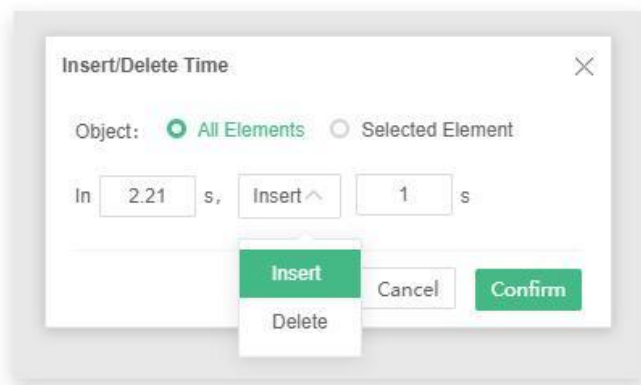 Insert/Delete Time
Object: All Elements Selected Element
In 2.21 s, Insert 1 s
Insert
Cancel Confirm
Delete